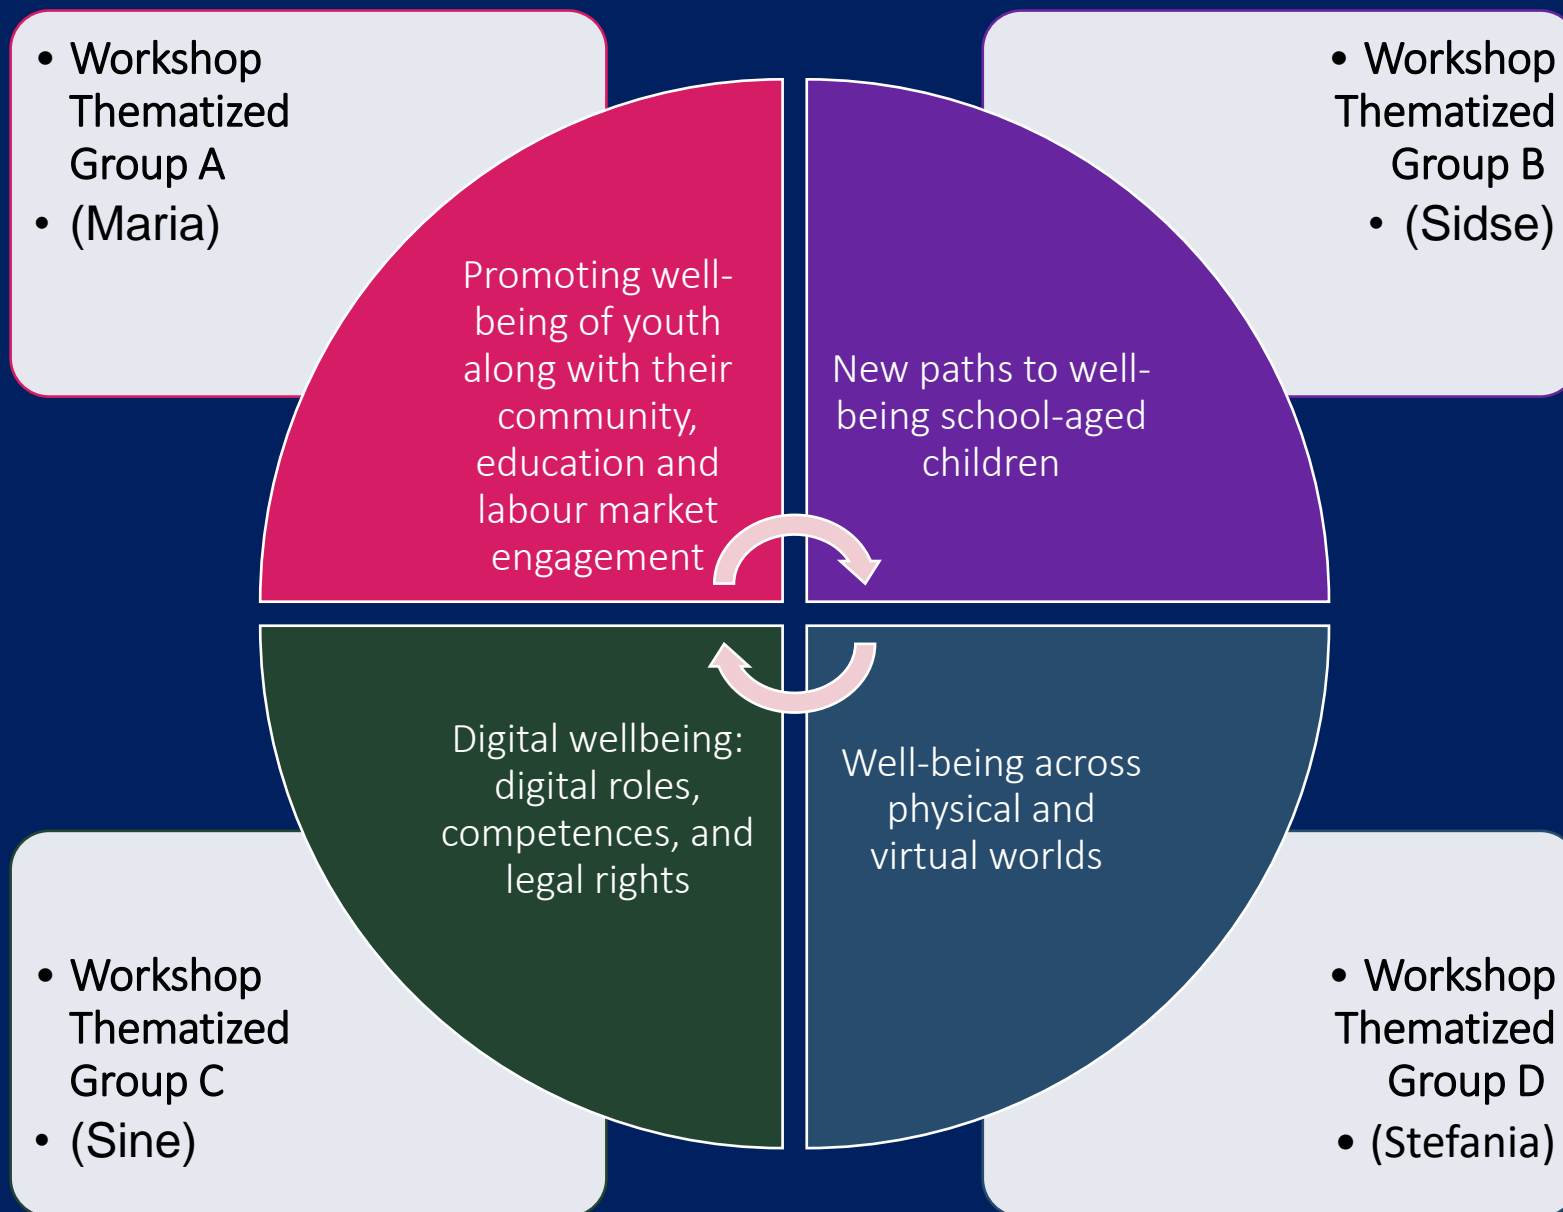 • Workshop
Thematized
Group A
• (Maria)
Promoting well-
being of youth
along with their
community,
education and
labour market
engagement
• Workshop
Thematized
Group B
• (Sidse)
New paths to well-
being school-aged
children
• Workshop
Thematized
Group C
• (Sine)
Digital wellbeing:
digital roles,
competences, and
legal rights
• Workshop
Thematized
Group D
• (Stefania)
Well-being across
physical and
virtual worlds